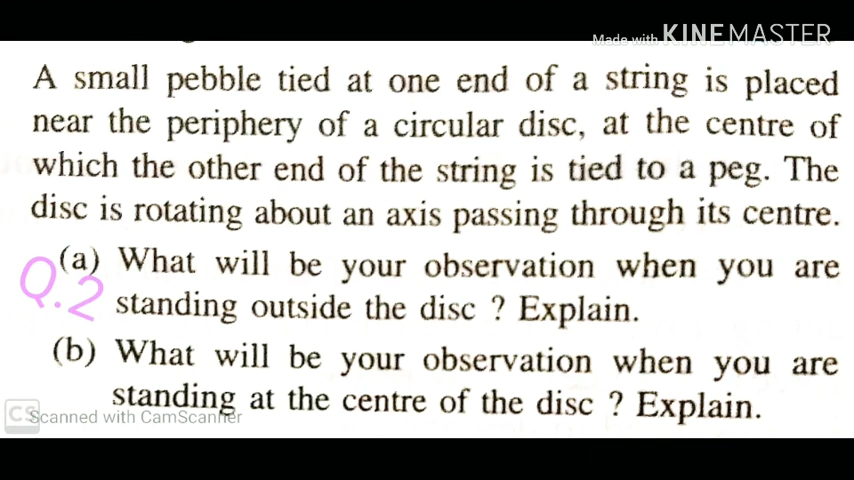 Made with KINEMASTER
A small pebble tied at one end of a string is placed
near the periphery of a circular disc, at the centre of
which the other end of the string is tied to a peg. The
disc is rotating about an axis passing through its centre.
(a) What will be your observation when you are
Q.2
standing outside the disc ? Explain.
(b) What will be your observation when you are
standing at the centre of the disc ? Explain.
CS Scanned with CamScanner